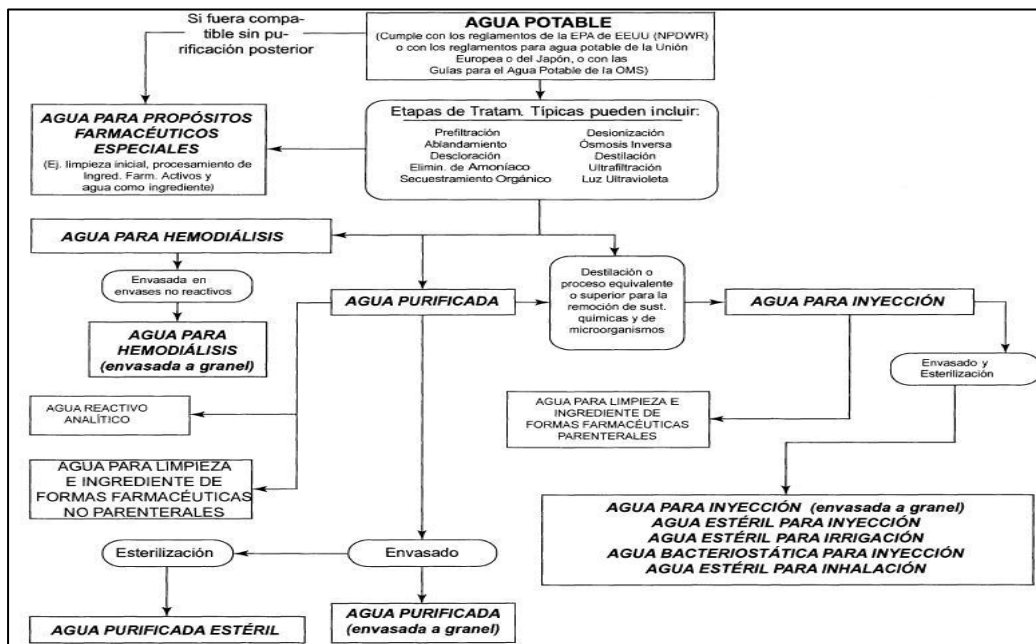 Si fuera compa-
tible sin pu-
rificación posterior
AGUA POTABLE
(Cumple con los reglamentos de la EPA de EEUU (NPDWR)
o con los reglamentos para agua potable de la Unión
Europea o del Japón, o con las
Guías para el Agua Potable de la OMS)
AGUA PARA PROPÓSITOS
FARMACÉUTICOS
ESPECIALES
(Ej. limpieza inicial, procesamiento de
Ingred. Farm. Activos y
agua como ingrediente)
Etapas de Tratam. Típicas pueden incluir:
Prefiltración
Ablandamiento
Descloración
Elimin. de Amoníaco
Secuestramiento Orgánico
Desionización
Ósmosis Inversa
Destilación
Ultrafiltración
Luz Ultravioleta
AGUA PARA HEMODIÁLISIS
Envasada en
envases no reactivos
AGUA PARA
HEMODIÁLISIS
(envasada a granel)
AGUA PURIFICADA
Destilación o
proceso equivalente
o superior para la
remoción de sust.
químicas y de
microorganismos
AGUA PARA INYECCIÓN
Envasado y
Esterilización
AGUA REACTIVO
ANALÍTICO
AGUA PARA LIMPIEZA E
INGREDIENTE DE
FORMAS FARMACÉUTICAS
PARENTERALES
AGUA PARA LIMPIEZA
E INGREDIENTE DE
FORMAS FARMACÉUTICAS
NO PARENTERALES
AGUA PARA INYECCIÓN (envasada a granel)
AGUA ESTÉRIL PARA INYECCIÓN
AGUA ESTÉRIL PARA IRRIGACIÓN
AGUA BACTERIOSTÁTICA PARA INYECCIÓN
AGUA ESTÉRIL PARA INHALACIÓN
Esterilización
Envasado
AGUA PURIFICADA ESTÉRIL
AGUA PURIFICADA
(envasada a granel)